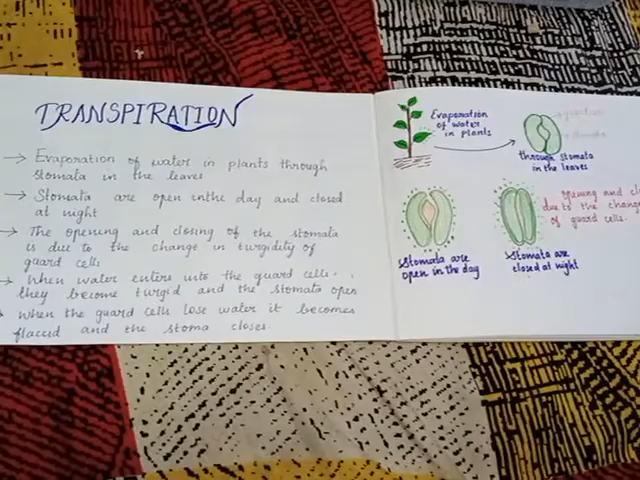 TRANSPIRATION
→ Evaporation of water in plants through
stomata in the leaves
→ Stomata are open inthe day and closed
at night
→ The opening and closing of the stomata
is due to the change in turgidity of
guard cells
→ When water enters into the guard cells..
they become turgid and the stomata open
when the guard cells lose water it becomes
flaccid and the stoma closes.
Evaporation
of water
in plants
through stomata
in the leaves
Stomata are
open in the day
Stomata are
closed at night
opening and clo
due to the change
of guard cells.